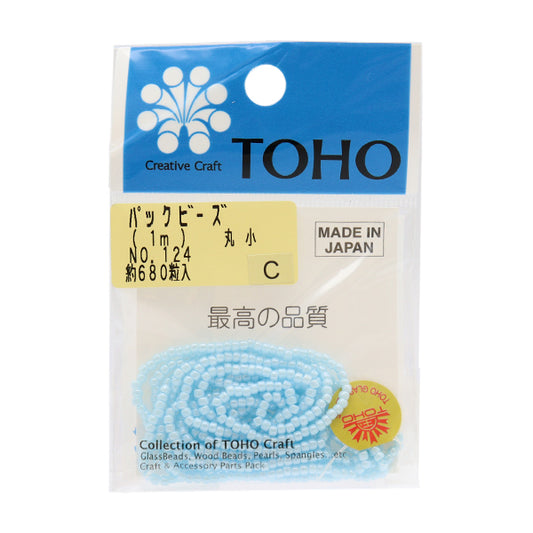 Creative Craft
TOHO
パックビーズ
(1m) 丸小
NO.124
約680粒入
C
MADE IN
JAPAN
最高の品質
TOHO
Collection of TOHO Craft
GlassBeads, Wood Beads, Pearls, Spangles...etc
Craft & Accessory Parts Pack